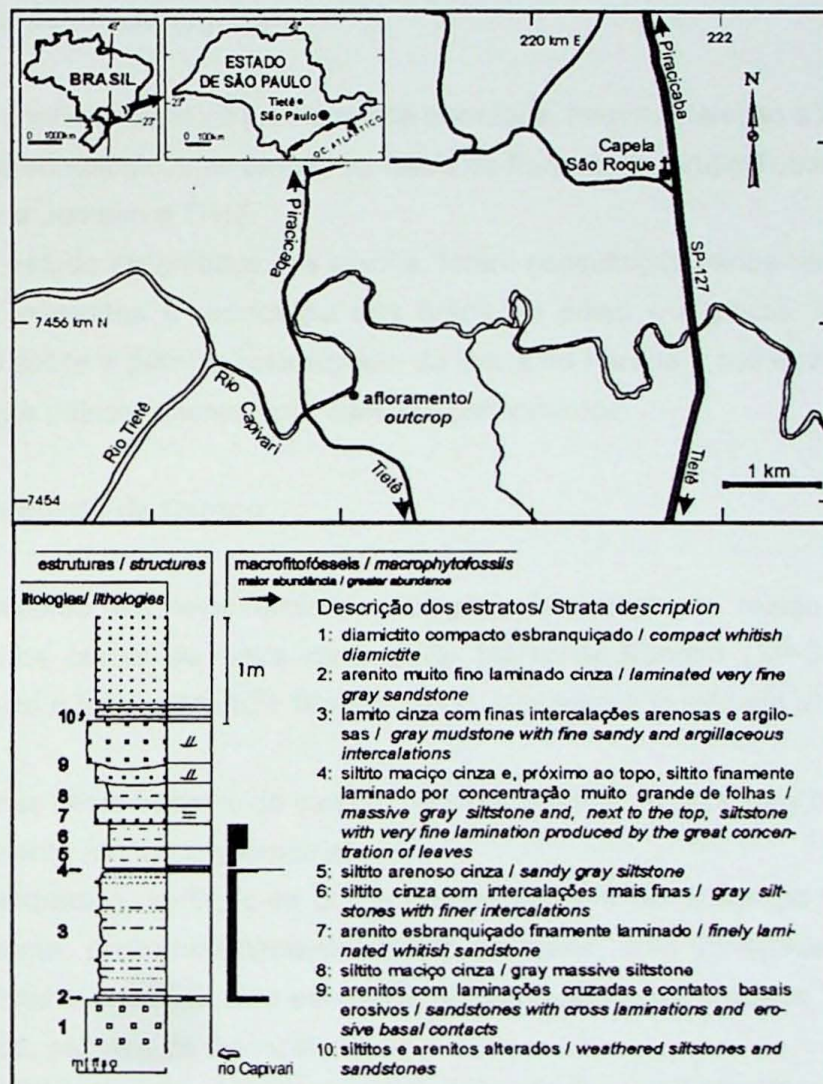 BRASIL
0 1000km
ESTADO
DE SÃO PAULO
Tietê
São Paulo
23°
0 100km
OC. ATLÂNTICO
220 km E
222
Piracicaba
N
Capela
São Roque
Piracicaba
SP-127
7456 km N
Rio Tietê
Rio Capivari
afloramento/
outcrop
Tietê
Tietê
1 km
7454
estruturas / structures
litologias / lithologies
macrofitofósseis / macrophytofossils
maior abundância / greater abundance
1m
10
9
8
7
6
5
4
3
2
1
rio Capivari
Descrição dos estratos/ Strata description
1: diamictito compacto esbranquiçado / compact whitish
diamictite
2: arenito muito fino laminado cinza / laminated very fine
gray sandstone
3: lamito cinza com finas intercalações arenosas e argilo-
sas / gray mudstone with fine sandy and argillaceous
intercalations
4: siltito maciço cinza e, próximo ao topo, siltito finamente
laminado por concentração muito grande de folhas /
massive gray siltstone and, next to the top, siltstone
with very fine lamination produced by the great concen-
tration of leaves
5: siltito arenoso cinza / sandy gray siltstone
6: siltito cinza com intercalações mais finas / gray silt-
stones with finer intercalations
7: arenito esbranquiçado finamente laminado / finely lami-
nated whitish sandstone
8: siltito maciço cinza / gray massive siltstone
9: arenitos com laminações cruzadas e contatos basais
erosivos / sandstones with cross laminations and ero-
sive basal contacts
10: siltitos e arenitos alterados / weathered siltstones and
sandstones